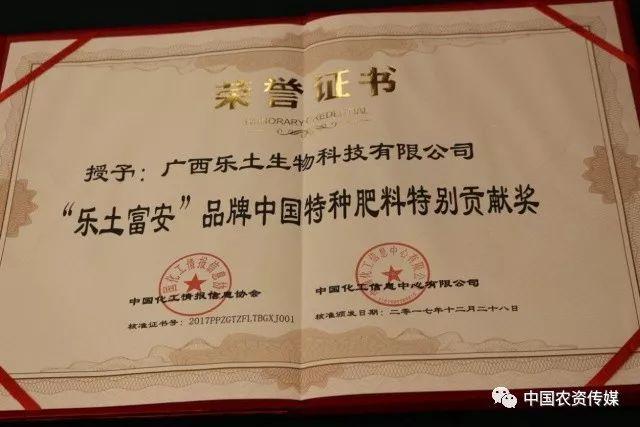 荣誉证书
HONORARY CREDENTIAL
授予：广西乐土生物科技有限公司
“乐土富安”品牌中国特种肥料特别贡献奖
中国化工情报信息协会
中国化工信息中心有限公司
核准证书号：2017PPZGTZFLTBGXJ001
核准颁发日期：二零一七年十二月二十八日
中国农资传媒